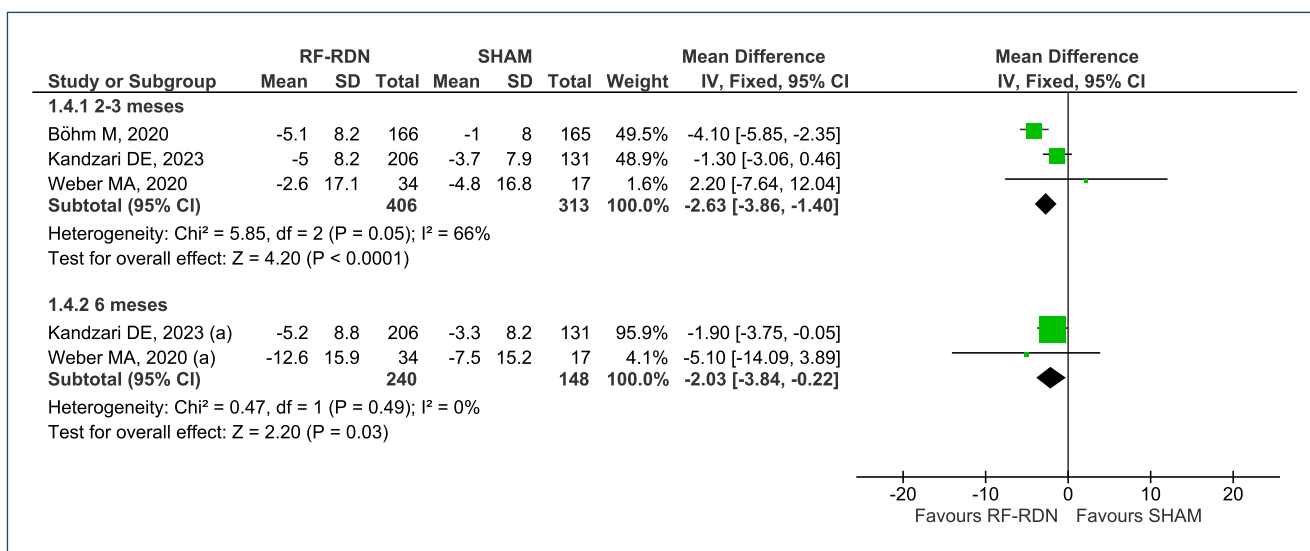 RF-RDN SHAM Mean Difference Mean Difference
Study or Subgroup Mean SD Total Mean SD Total Weight IV, Fixed, 95% CI IV, Fixed, 95% CI
1.4.1 2-3 meses
Böhm M, 2020 -5.1 8.2 166 -1 8 165 49.5% -4.10 [-5.85, -2.35]
Kandzari DE, 2023 -5 8.2 206 -3.7 7.9 131 48.9% -1.30 [-3.06, 0.46]
Weber MA, 2020 -2.6 17.1 34 -4.8 16.8 17 1.6% 2.20 [-7.64, 12.04]
Subtotal (95% CI) 406 313 100.0% -2.63 [-3.86, -1.40]
Heterogeneity: Chi² = 5.85, df = 2 (P = 0.05); I² = 66%
Test for overall effect: Z = 4.20 (P < 0.0001)
1.4.2 6 meses
Kandzari DE, 2023 (a) -5.2 8.8 206 -3.3 8.2 131 95.9% -1.90 [-3.75, -0.05]
Weber MA, 2020 (a) -12.6 15.9 34 -7.5 15.2 17 4.1% -5.10 [-14.09, 3.89]
Subtotal (95% CI) 240 148 100.0% -2.03 [-3.84, -0.22]
Heterogeneity: Chi² = 0.47, df = 1 (P = 0.49); I² = 0%
Test for overall effect: Z = 2.20 (P = 0.03)
-20 -10 0 10 20
Favours RF-RDN Favours SHAM